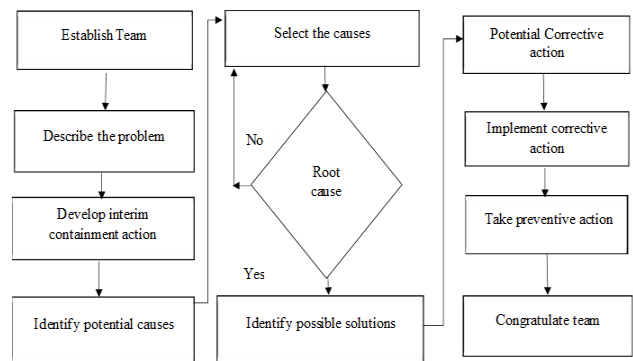 Establish Team
Describe the problem
Develop interim
containment action
Identify potential causes
Select the causes
No
Root
cause
Yes
Identify possible solutions
Potential Corrective
action
Implement corrective
action
Take preventive action
Congratulate team